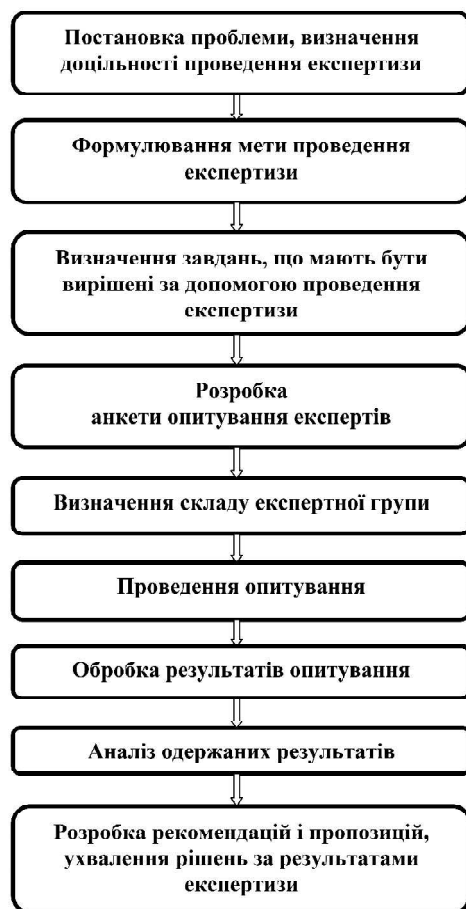 Постановка проблеми, визначення
доцільності проведення експертизи
Формулювання мети проведення
експертизи
Визначення завдань, що мають бути
вирішені за допомогою проведення
експертизи
Розробка
анкети опитування експертів
Визначення складу експертної групи
Проведення опитування
Обробка результатів опитування
Аналіз одержаних результатів
Розробка рекомендацій і пропозицій,
ухвалення рішень за результатами
експертизи